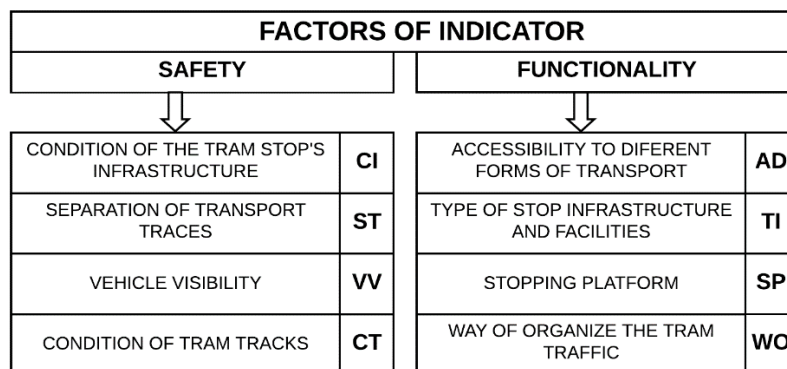 FACTORS OF INDICATOR
SAFETY
FUNCTIONALITY
CONDITION OF THE TRAM STOP'S
INFRASTRUCTURE
CI
SEPARATION OF TRANSPORT
TRACES
ST
VEHICLE VISIBILITY
VV
CONDITION OF TRAM TRACKS
CT
ACCESSIBILITY TO DIFERENT
FORMS OF TRANSPORT
AD
TYPE OF STOP INFRASTRUCTURE
AND FACILITIES
TI
STOPPING PLATFORM
SP
WAY OF ORGANIZE THE TRAM
TRAFFIC
WO